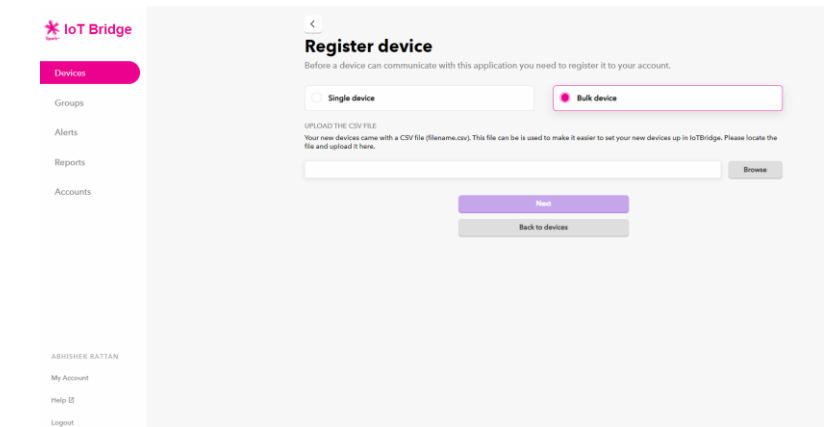 IoT Bridge
Devices
Groups
Alerts
Reports
Accounts
ABHISHEK RATTAN
My Account
Help
Logout
Register device
Before a device can communicate with this application you need to register it to your account.
Single device
Bulk device
UPLOAD THE CSV FILE
Your new devices came with a CSV file (filename.csv). This file can be is used to make it easier to set your new devices up in IoTBridge. Please locate the
file and upload it here.
Browse
Next
Back to devices